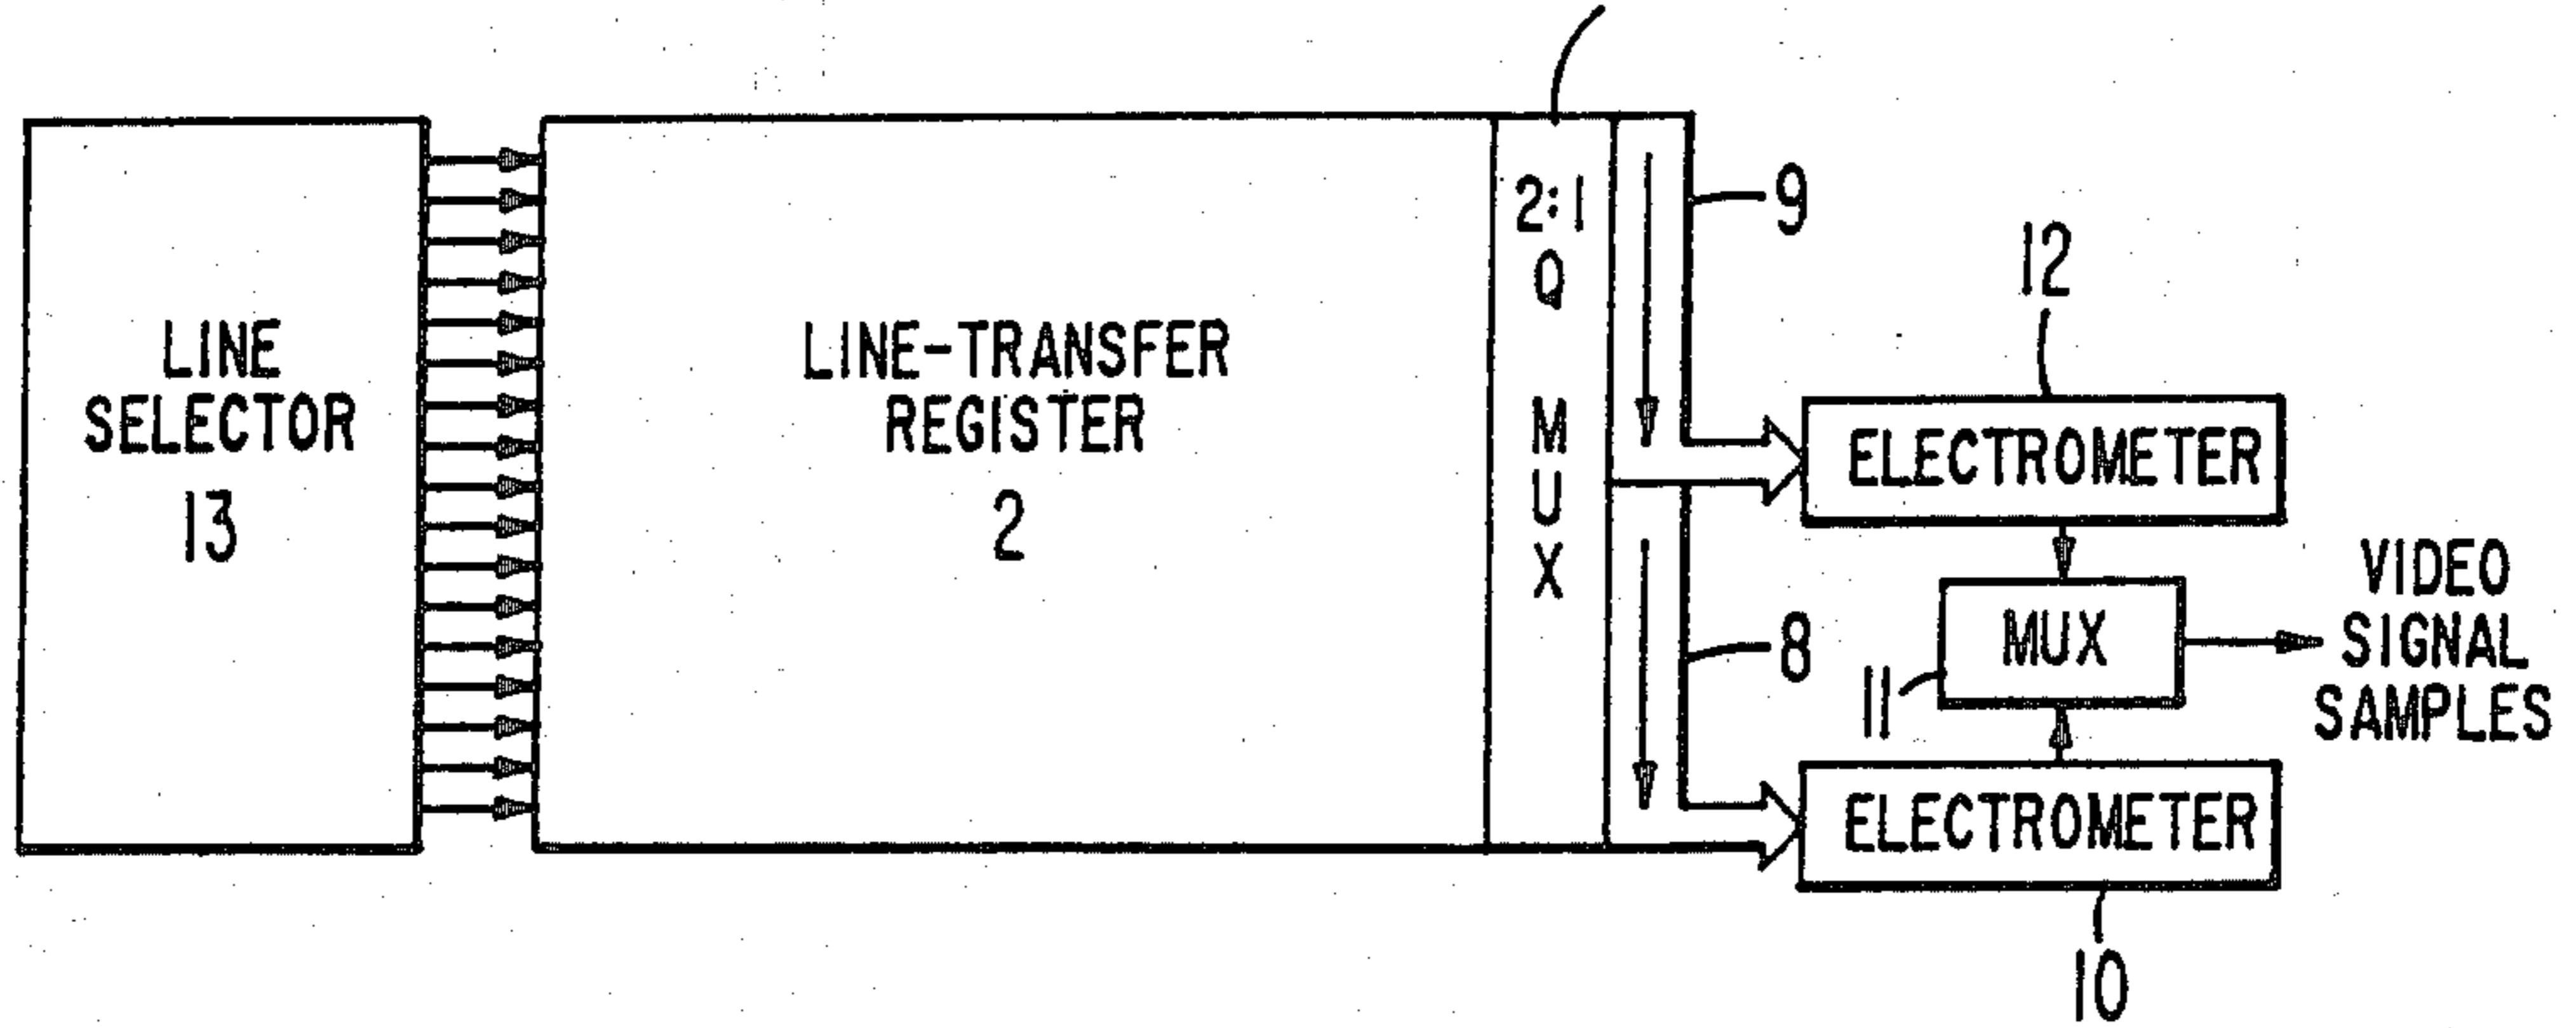 LINE
SELECTOR
13
LINE-TRANSFER
REGISTER
2
2:1
Q
M
U
X
9
8
12
ELECTROMETER
MUX
11
VIDEO
SIGNAL
SAMPLES
ELECTROMETER
10